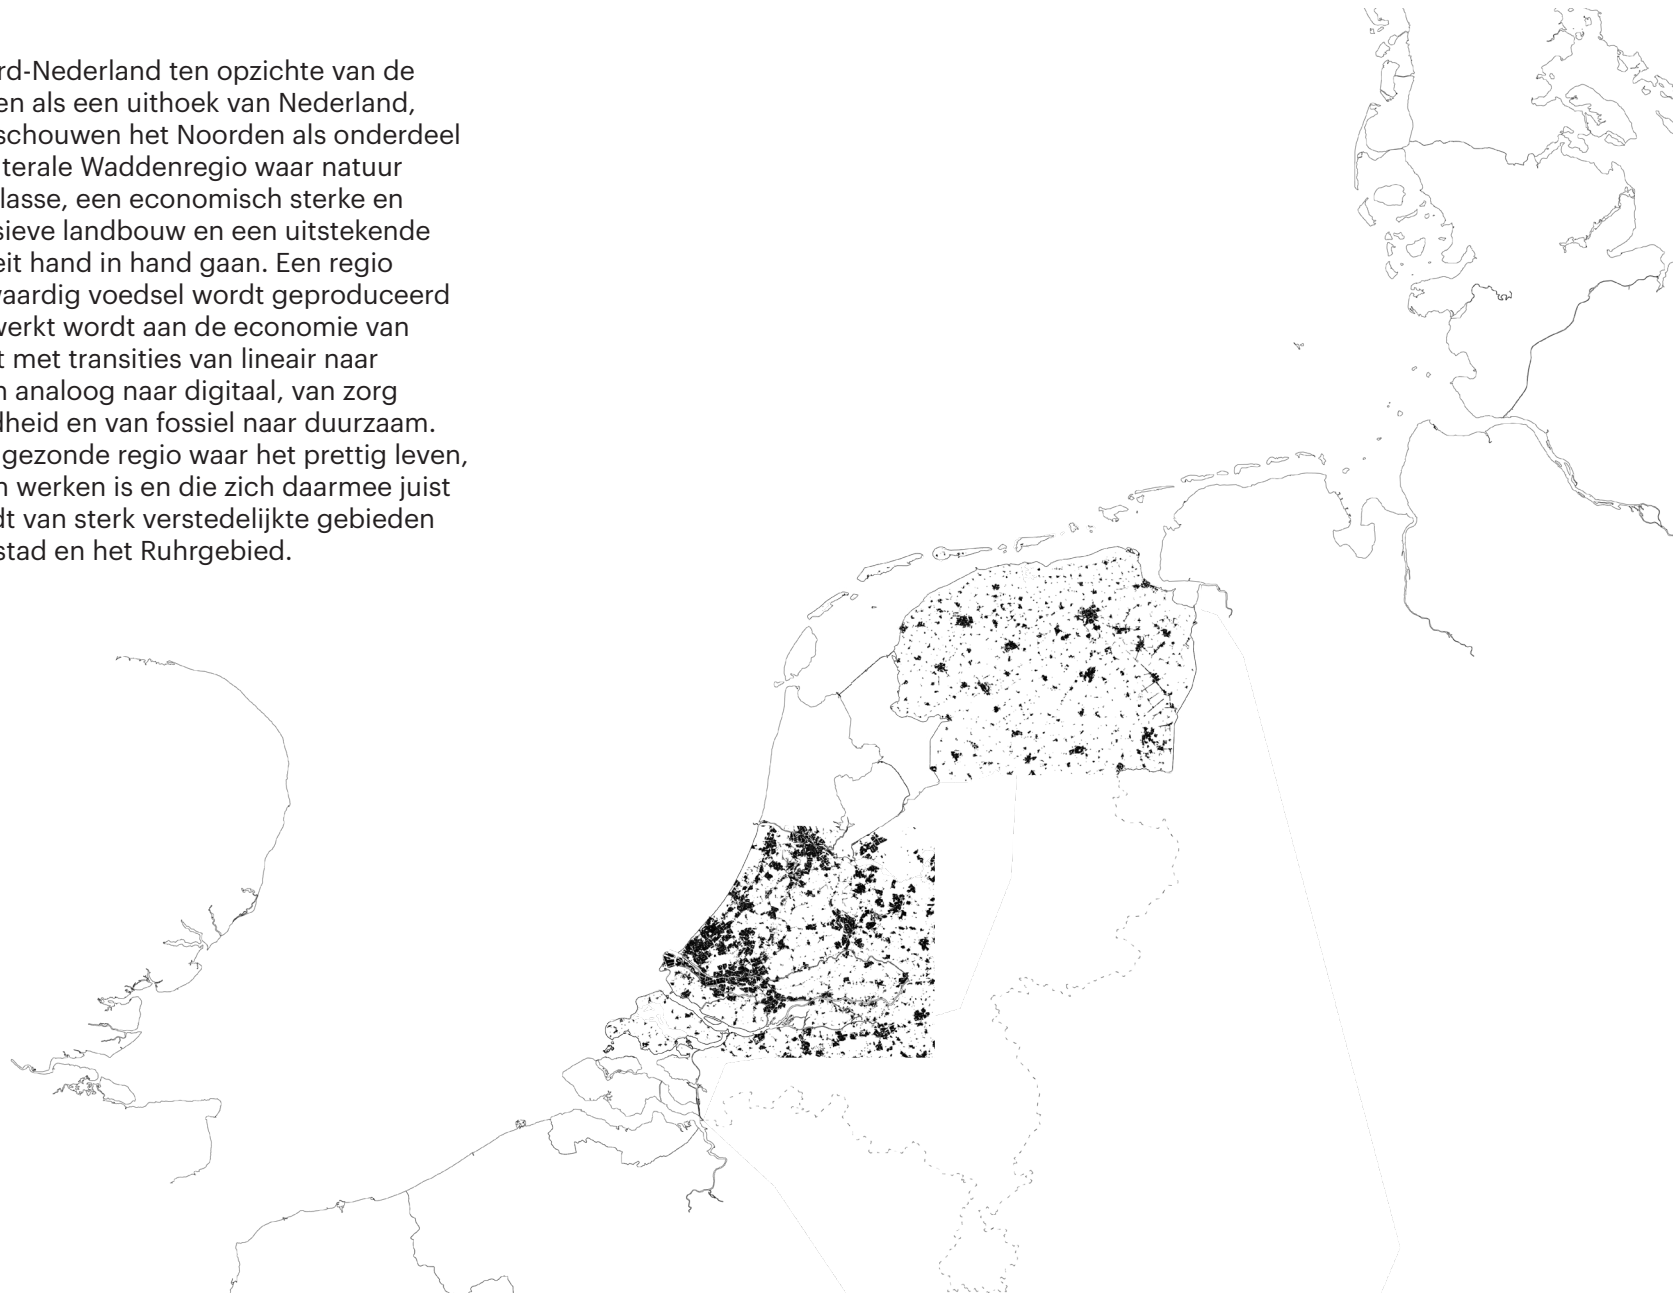 rd-Nederland ten opzichte van de
en als een uithoek van Nederland,
schouwen het Noorden als onderdeel
terale Waddenregio waar natuur
lasse, een economisch sterke en
sieve landbouw en een uitstekende
eit hand in hand gaan. Een regio
vaardig voedsel wordt geproduceerd
werkt wordt aan de economie van
t met transities van lineair naar
n analoog naar digitaal, van zorg
dheid en van fossiel naar duurzaam.
gezonde regio waar het prettig leven,
n werken is en die zich daarmee juist
dt van sterk verstedelijkte gebieden
stad en het Ruhrgebied.